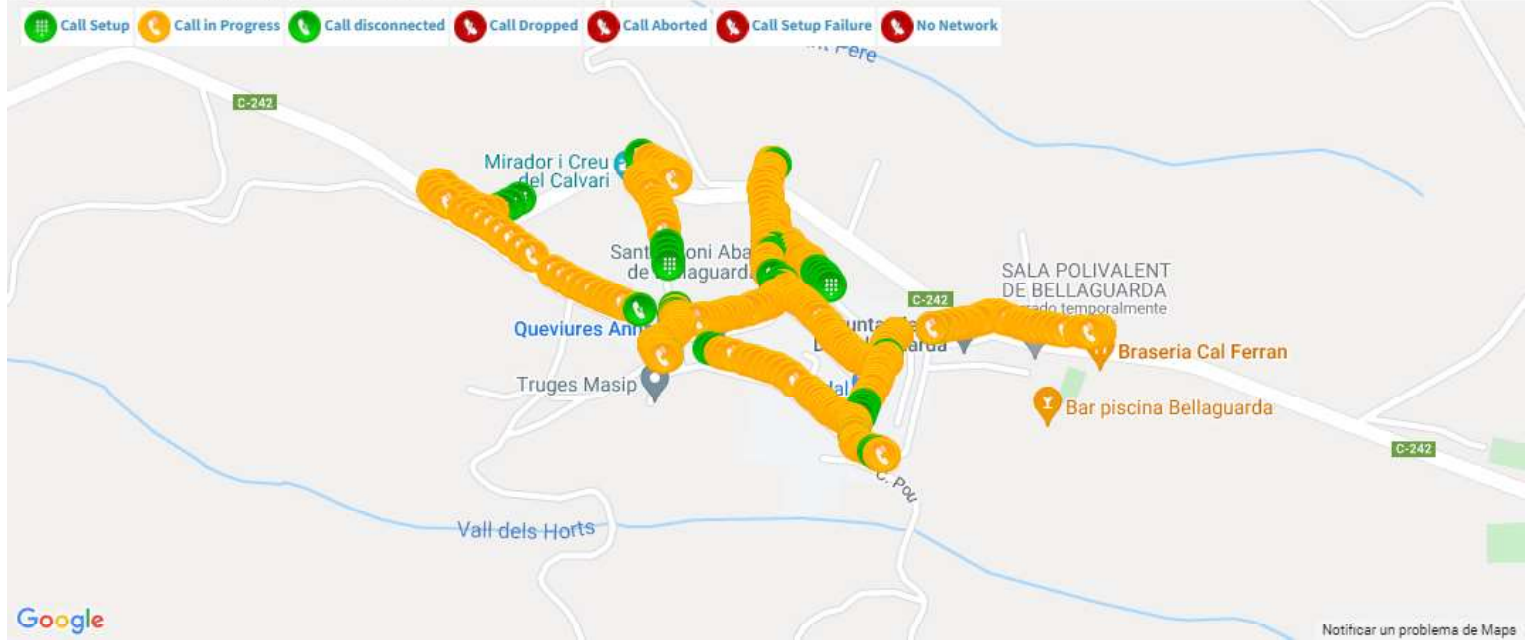 Call Setup
Call in Progress
Call disconnected
Call Dropped
Call Aborted
Call Setup Failure
No Network
C-242
Mirador i Creu
del Calvari
SALA POLIVALENT
DE BELLAGUARDA
C-242
Queviures
Braseria Cal Ferran
Truges Masip
Bar piscina Bellaguarda
C-242
C. Pou
Vall dels Horts
Google
Notificar un problema de Maps